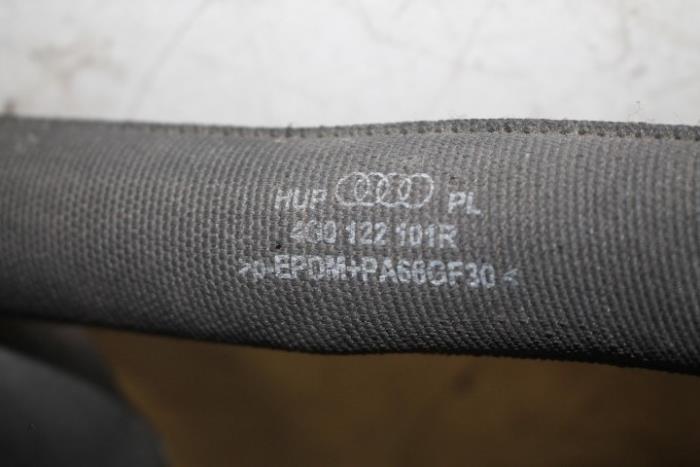 HUP PL
4G0 122 101R
>p-EPDM+PA66GF30<